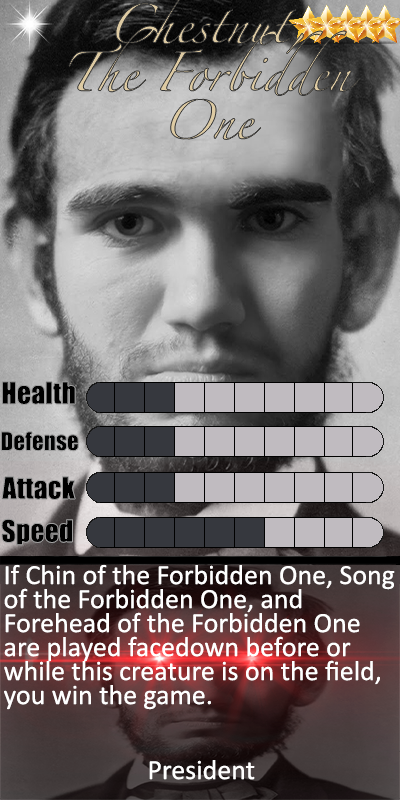 The Forbidden
One
Health
Defense
Attack
Speed
If Chin of the Forbidden One, Song
of the Forbidden One, and
Forehead of the Forbidden One
are played facedown before or
while this creature is on the field,
you win the game.
President